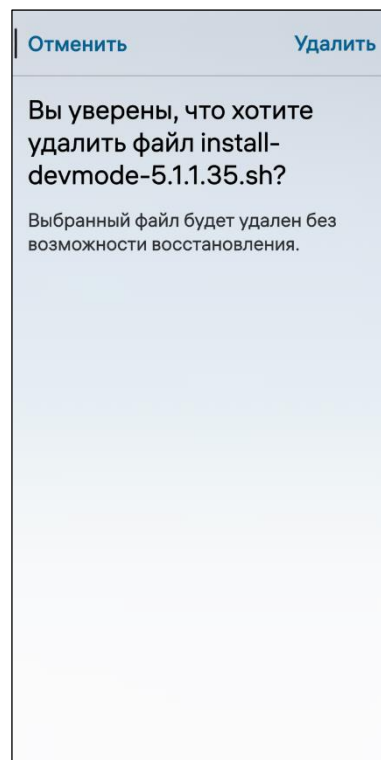 Отменить Удалить
Вы уверены, что хотите
удалить файл install-
devmode-5.1.1.35.sh?
Выбранный файл будет удален без
возможности восстановления.